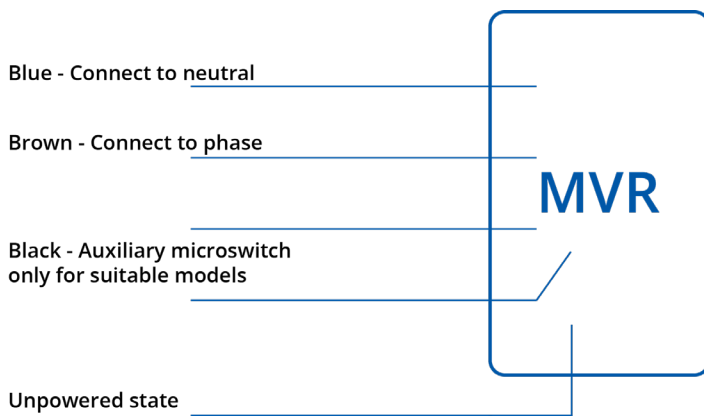 Blue - Connect to neutral
Brown - Connect to phase
MVR
Black - Auxiliary microswitch
only for suitable models
Unpowered state